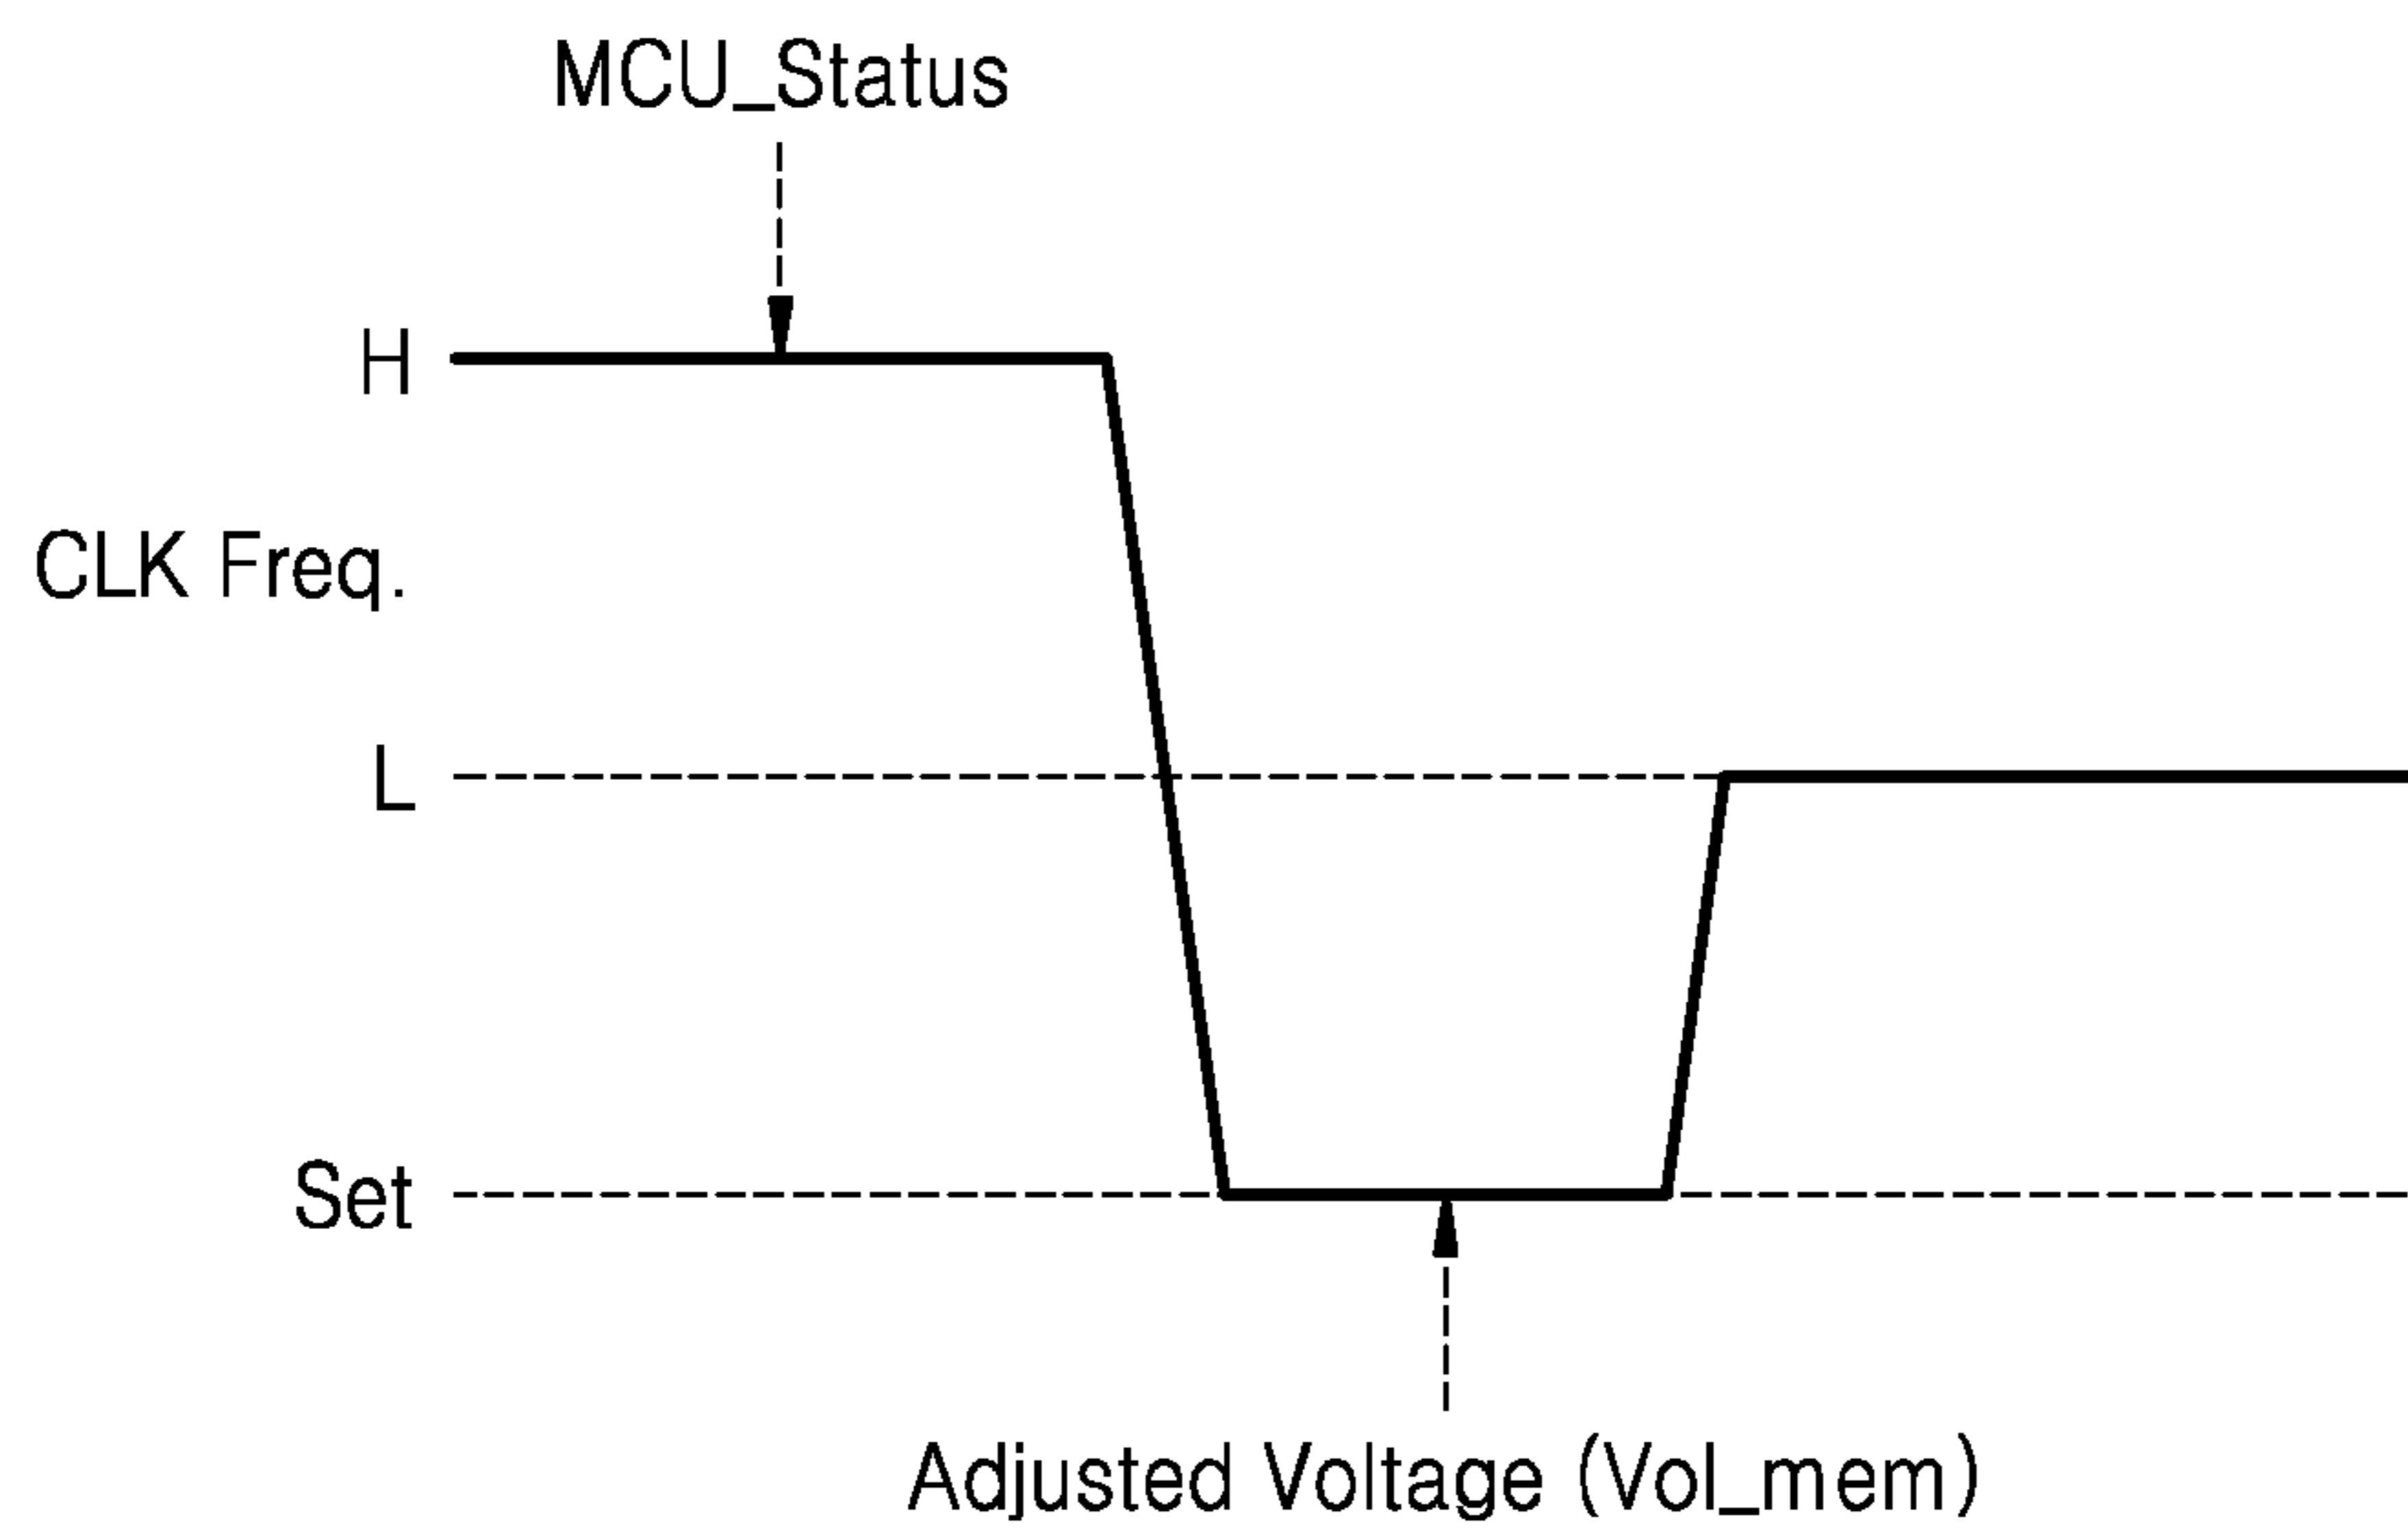 MCU_Status
H
CLK Freq.
L
Set
Adjusted Voltage (Vol_mem)